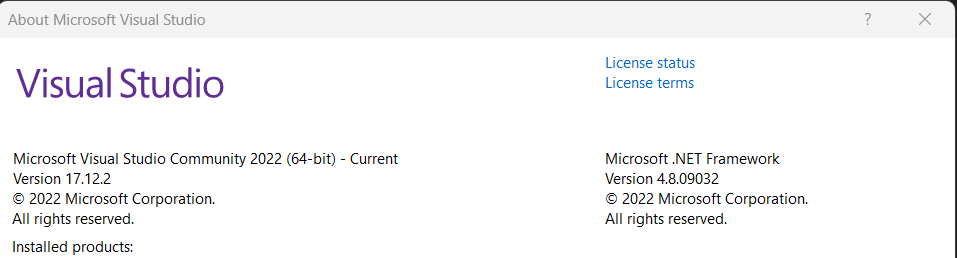 About Microsoft Visual Studio
?
Visual Studio
License status
License terms
Microsoft Visual Studio Community 2022 (64-bit) - Current
Version 17.12.2
© 2022 Microsoft Corporation.
All rights reserved.
Microsoft .NET Framework
Version 4.8.09032
© 2022 Microsoft Corporation.
All rights reserved.
Installed products: